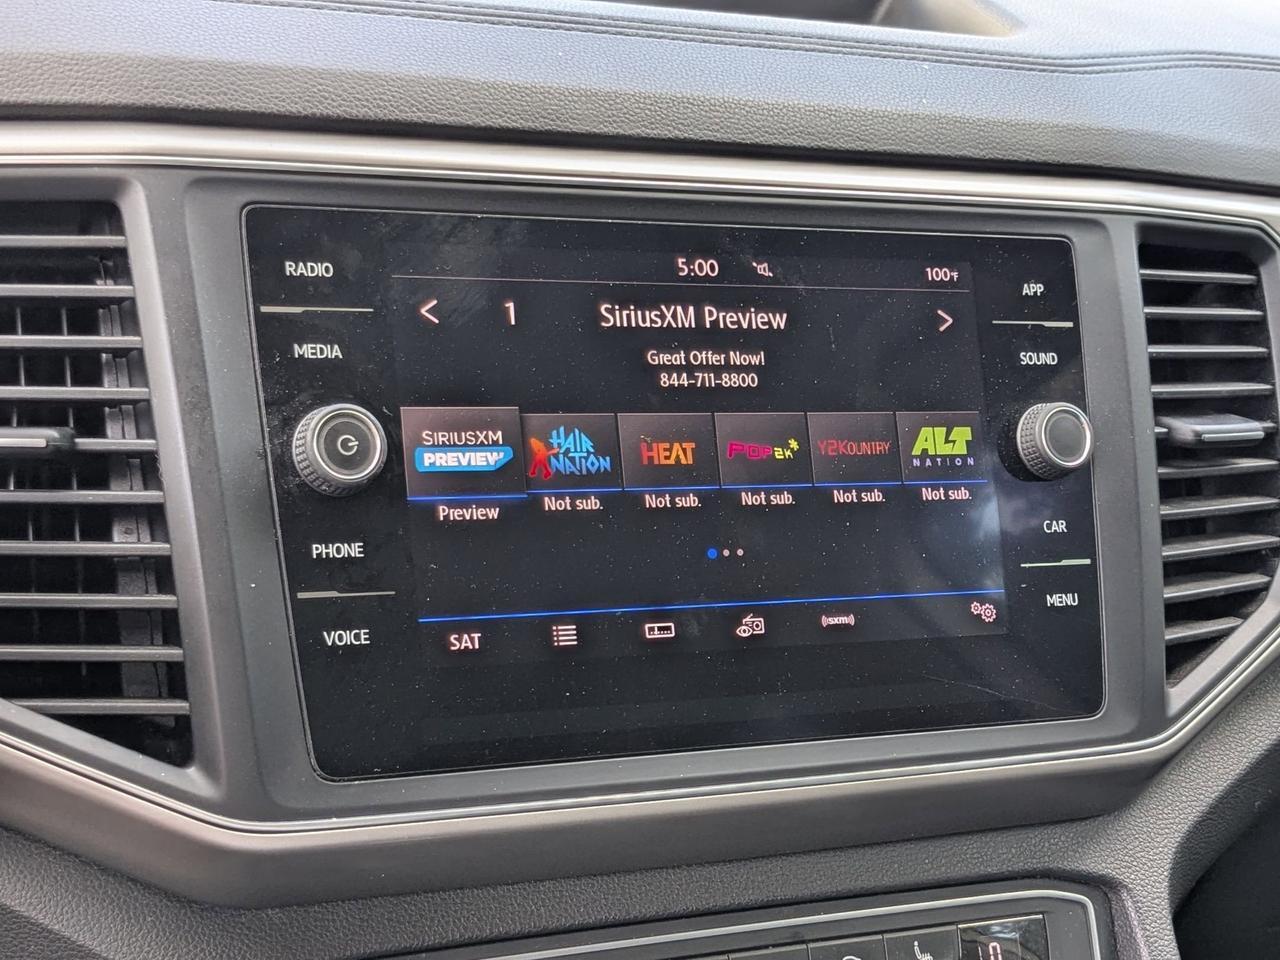 RADIO
MEDIA
PHONE
VOICE
5:00
100°F
< 1 SiriusXM Preview >
Great Offer Now!
844-711-8800
SIRIUSXM PREVIEW
HAIR NATION
HEAT
POP2K*
Y2KOUNTRY
ALT NATION
Preview
Not sub.
Not sub.
Not sub.
Not sub.
Not sub.
SAT
((sxm))
APP
SOUND
CAR
MENU